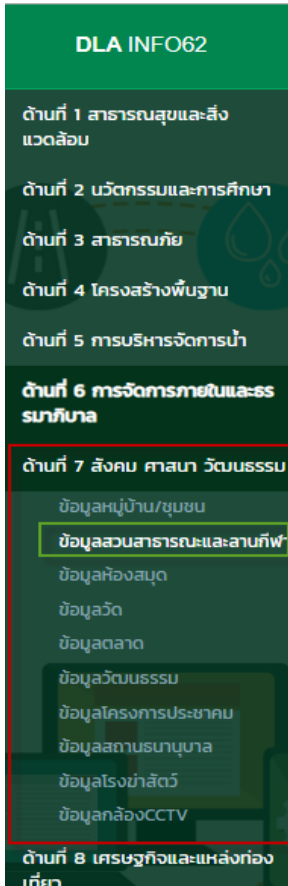 DLA INFO62
ด้านที่ 1 สาธารณสุขและสิ่ง
แวดล้อม
ด้านที่ 2 นวัตกรรมและการศึกษา
ด้านที่ 3 สาธารณภัย
ด้านที่ 4 โครงสร้างพื้นฐาน
ด้านที่ 5 การบริหารจัดการน้ำ
ด้านที่ 6 การจัดการภายในและธร
รมาภิบาล
ด้านที่ 7 สังคม ศาสนา วัฒนธรรม
ข้อมูลหมู่บ้าน/ชุมชน
ข้อมูลสวนสาธารณะและลานกีฬา
ข้อมูลห้องสมุด
ข้อมูลวัด
ข้อมูลตลาด
ข้อมูลวัฒนธรรม
ข้อมูลโครงการประชาคม
ข้อมูลสถานธนานุบาล
ข้อมูลโรงฆ่าสัตว์
ข้อมูลกล้องCCTV
ด้านที่ 8 เศรษฐกิจและแหล่งท่อง
เที่ยว